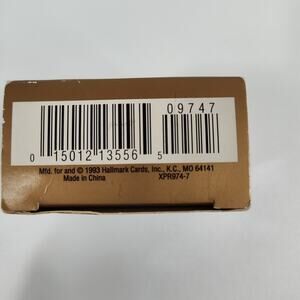 09747
0 15012 13556 5
Mfd. for and © 1993 Hallmark Cards, Inc., K.C., MO 64141
Made in China XPR974-7